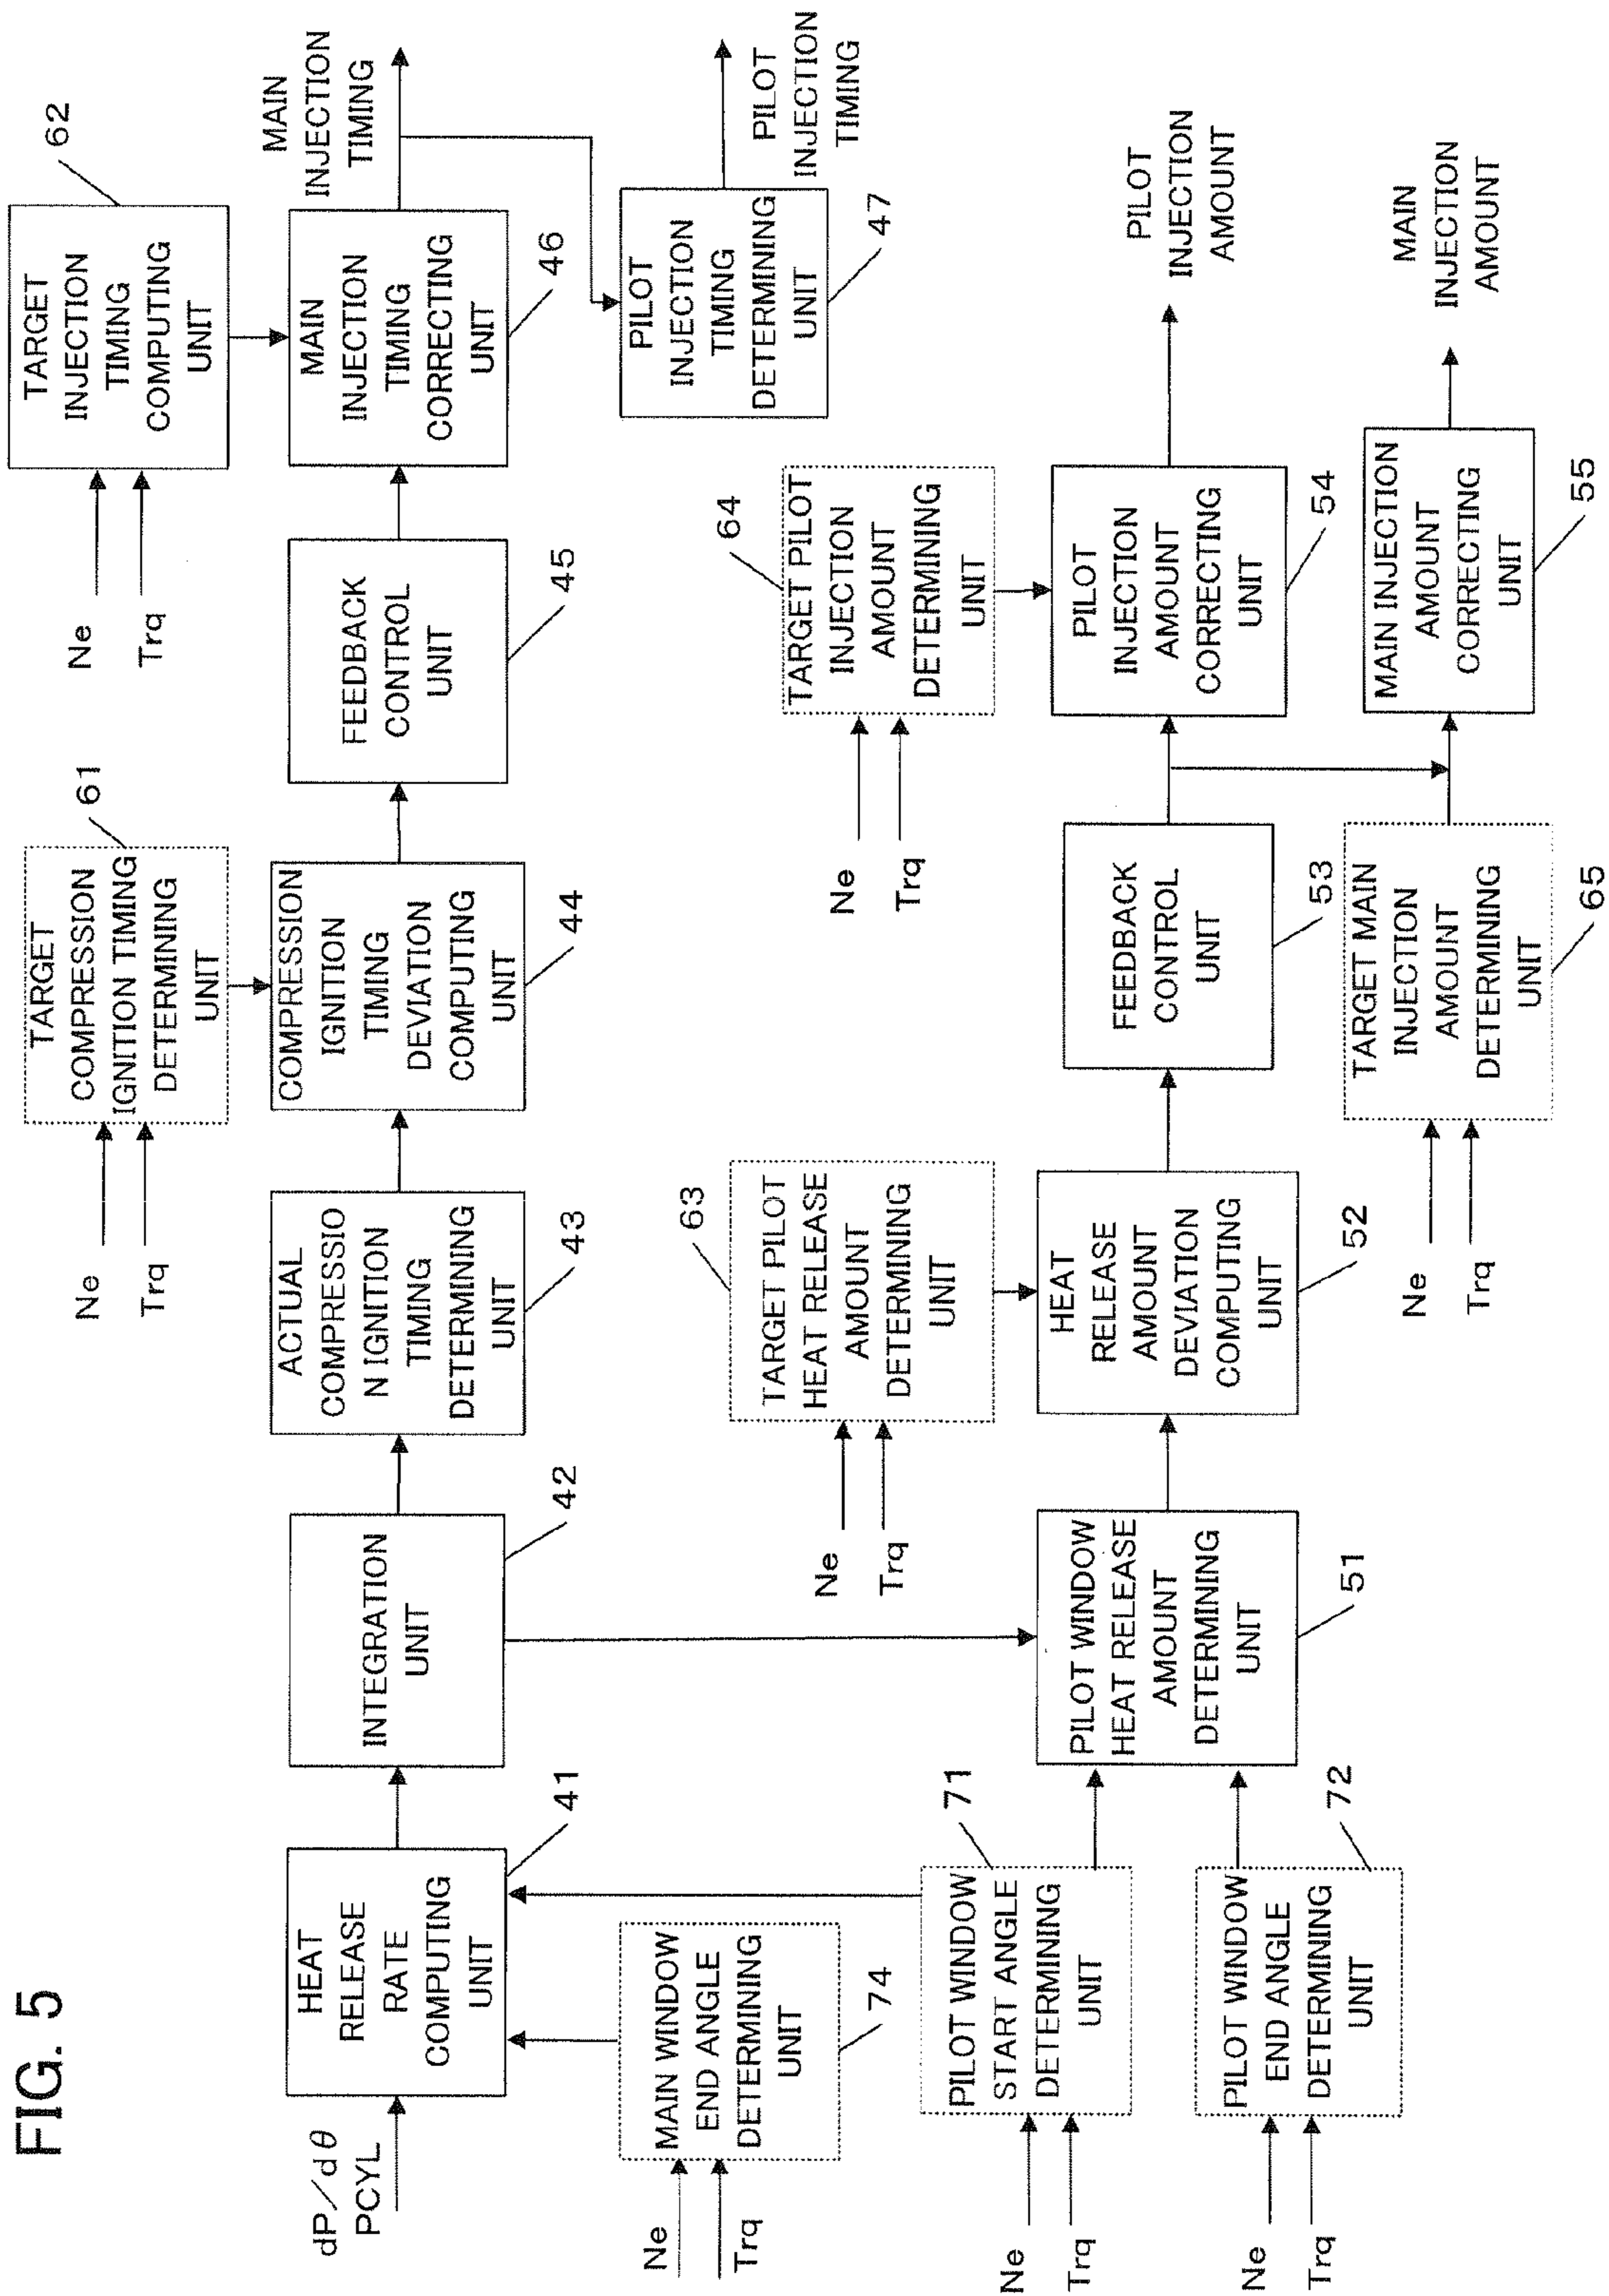 FIG. 5
dP/dθ
PCYL
HEAT
RELEASE
RATE
COMPUTING
UNIT
41
INTEGRATION
UNIT
42
ACTUAL
COMPRESSIO
N IGNITION
TIMING
DETERMINING
UNIT
43
Ne
Trq
TARGET
COMPRESSION
IGNITION TIMING
DETERMINING
UNIT
61
COMPRESSION
IGNITION
TIMING
DEVIATION
COMPUTING
UNIT
44
FEEDBACK
CONTROL
UNIT
45
Ne
Trq
TARGET
INJECTION
TIMING
COMPUTING
UNIT
62
MAIN
INJECTION
TIMING
CORRECTING
UNIT
46
MAIN
INJECTION
TIMING
PILOT
INJECTION
TIMING
DETERMINING
UNIT
47
PILOT
INJECTION
TIMING
Ne
Trq
MAIN WINDOW
END ANGLE
DETERMINING
UNIT
74
Ne
Trq
PILOT WINDOW
START ANGLE
DETERMINING
UNIT
71
Ne
Trq
PILOT WINDOW
END ANGLE
DETERMINING
UNIT
72
PILOT WINDOW
HEAT RELEASE
AMOUNT
DETERMINING
UNIT
51
Ne
Trq
TARGET PILOT
HEAT RELEASE
AMOUNT
DETERMINING
UNIT
63
HEAT
RELEASE
AMOUNT
DEVIATION
COMPUTING
UNIT
52
FEEDBACK
CONTROL
UNIT
53
Ne
Trq
TARGET PILOT
INJECTION
AMOUNT
DETERMINING
UNIT
64
PILOT
INJECTION
AMOUNT
CORRECTING
UNIT
54
PILOT
INJECTION
AMOUNT
Ne
Trq
TARGET MAIN
INJECTION
AMOUNT
DETERMINING
UNIT
65
MAIN INJECTION
AMOUNT
CORRECTING
UNIT
55
MAIN
INJECTION
AMOUNT